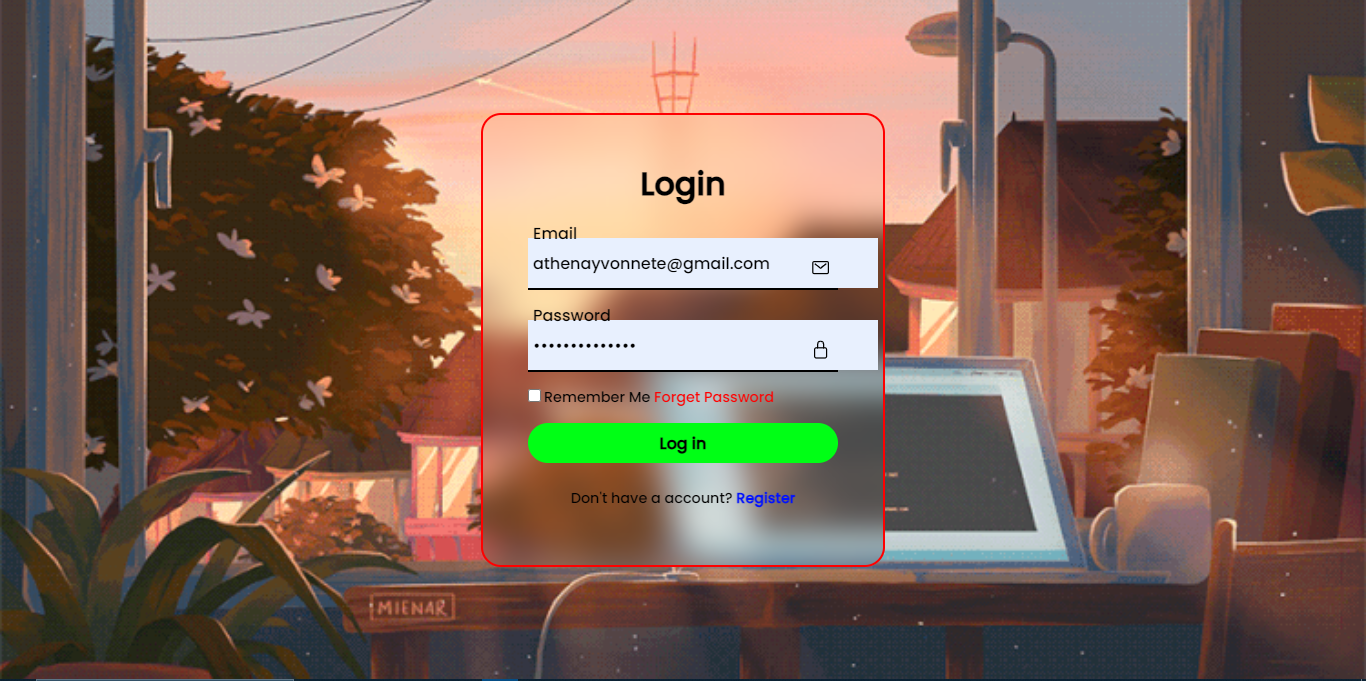 Login
Email
athenayvonnete@gmail.com
Password
••••••••••••••
Remember Me Forget Password
Log in
Don't have a account? Register
MIENAR